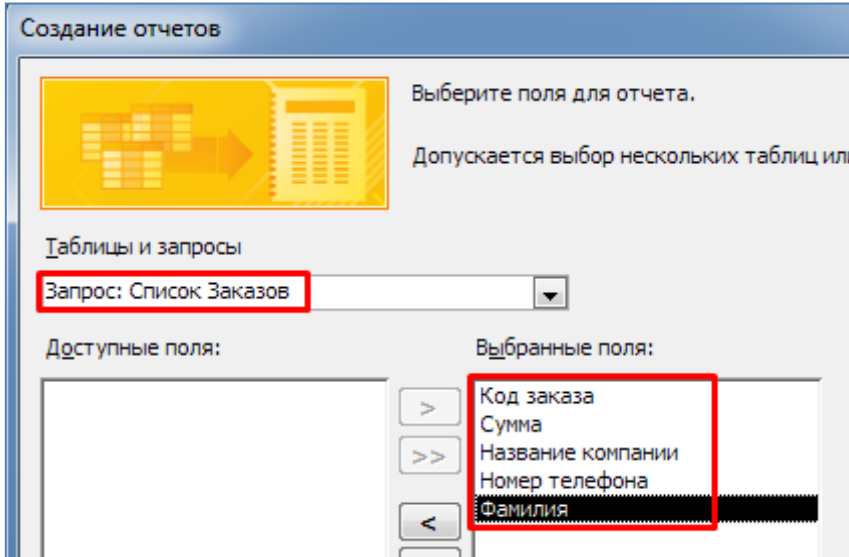 Создание отчетов
Выберите поля для отчета.
Допускается выбор нескольких таблиц или
Таблицы и запросы
Запрос: Список Заказов
Доступные поля:
Выбранные поля:
Код заказа
>
Сумма
>>
Название компании
Номер телефона
Фамилия
<